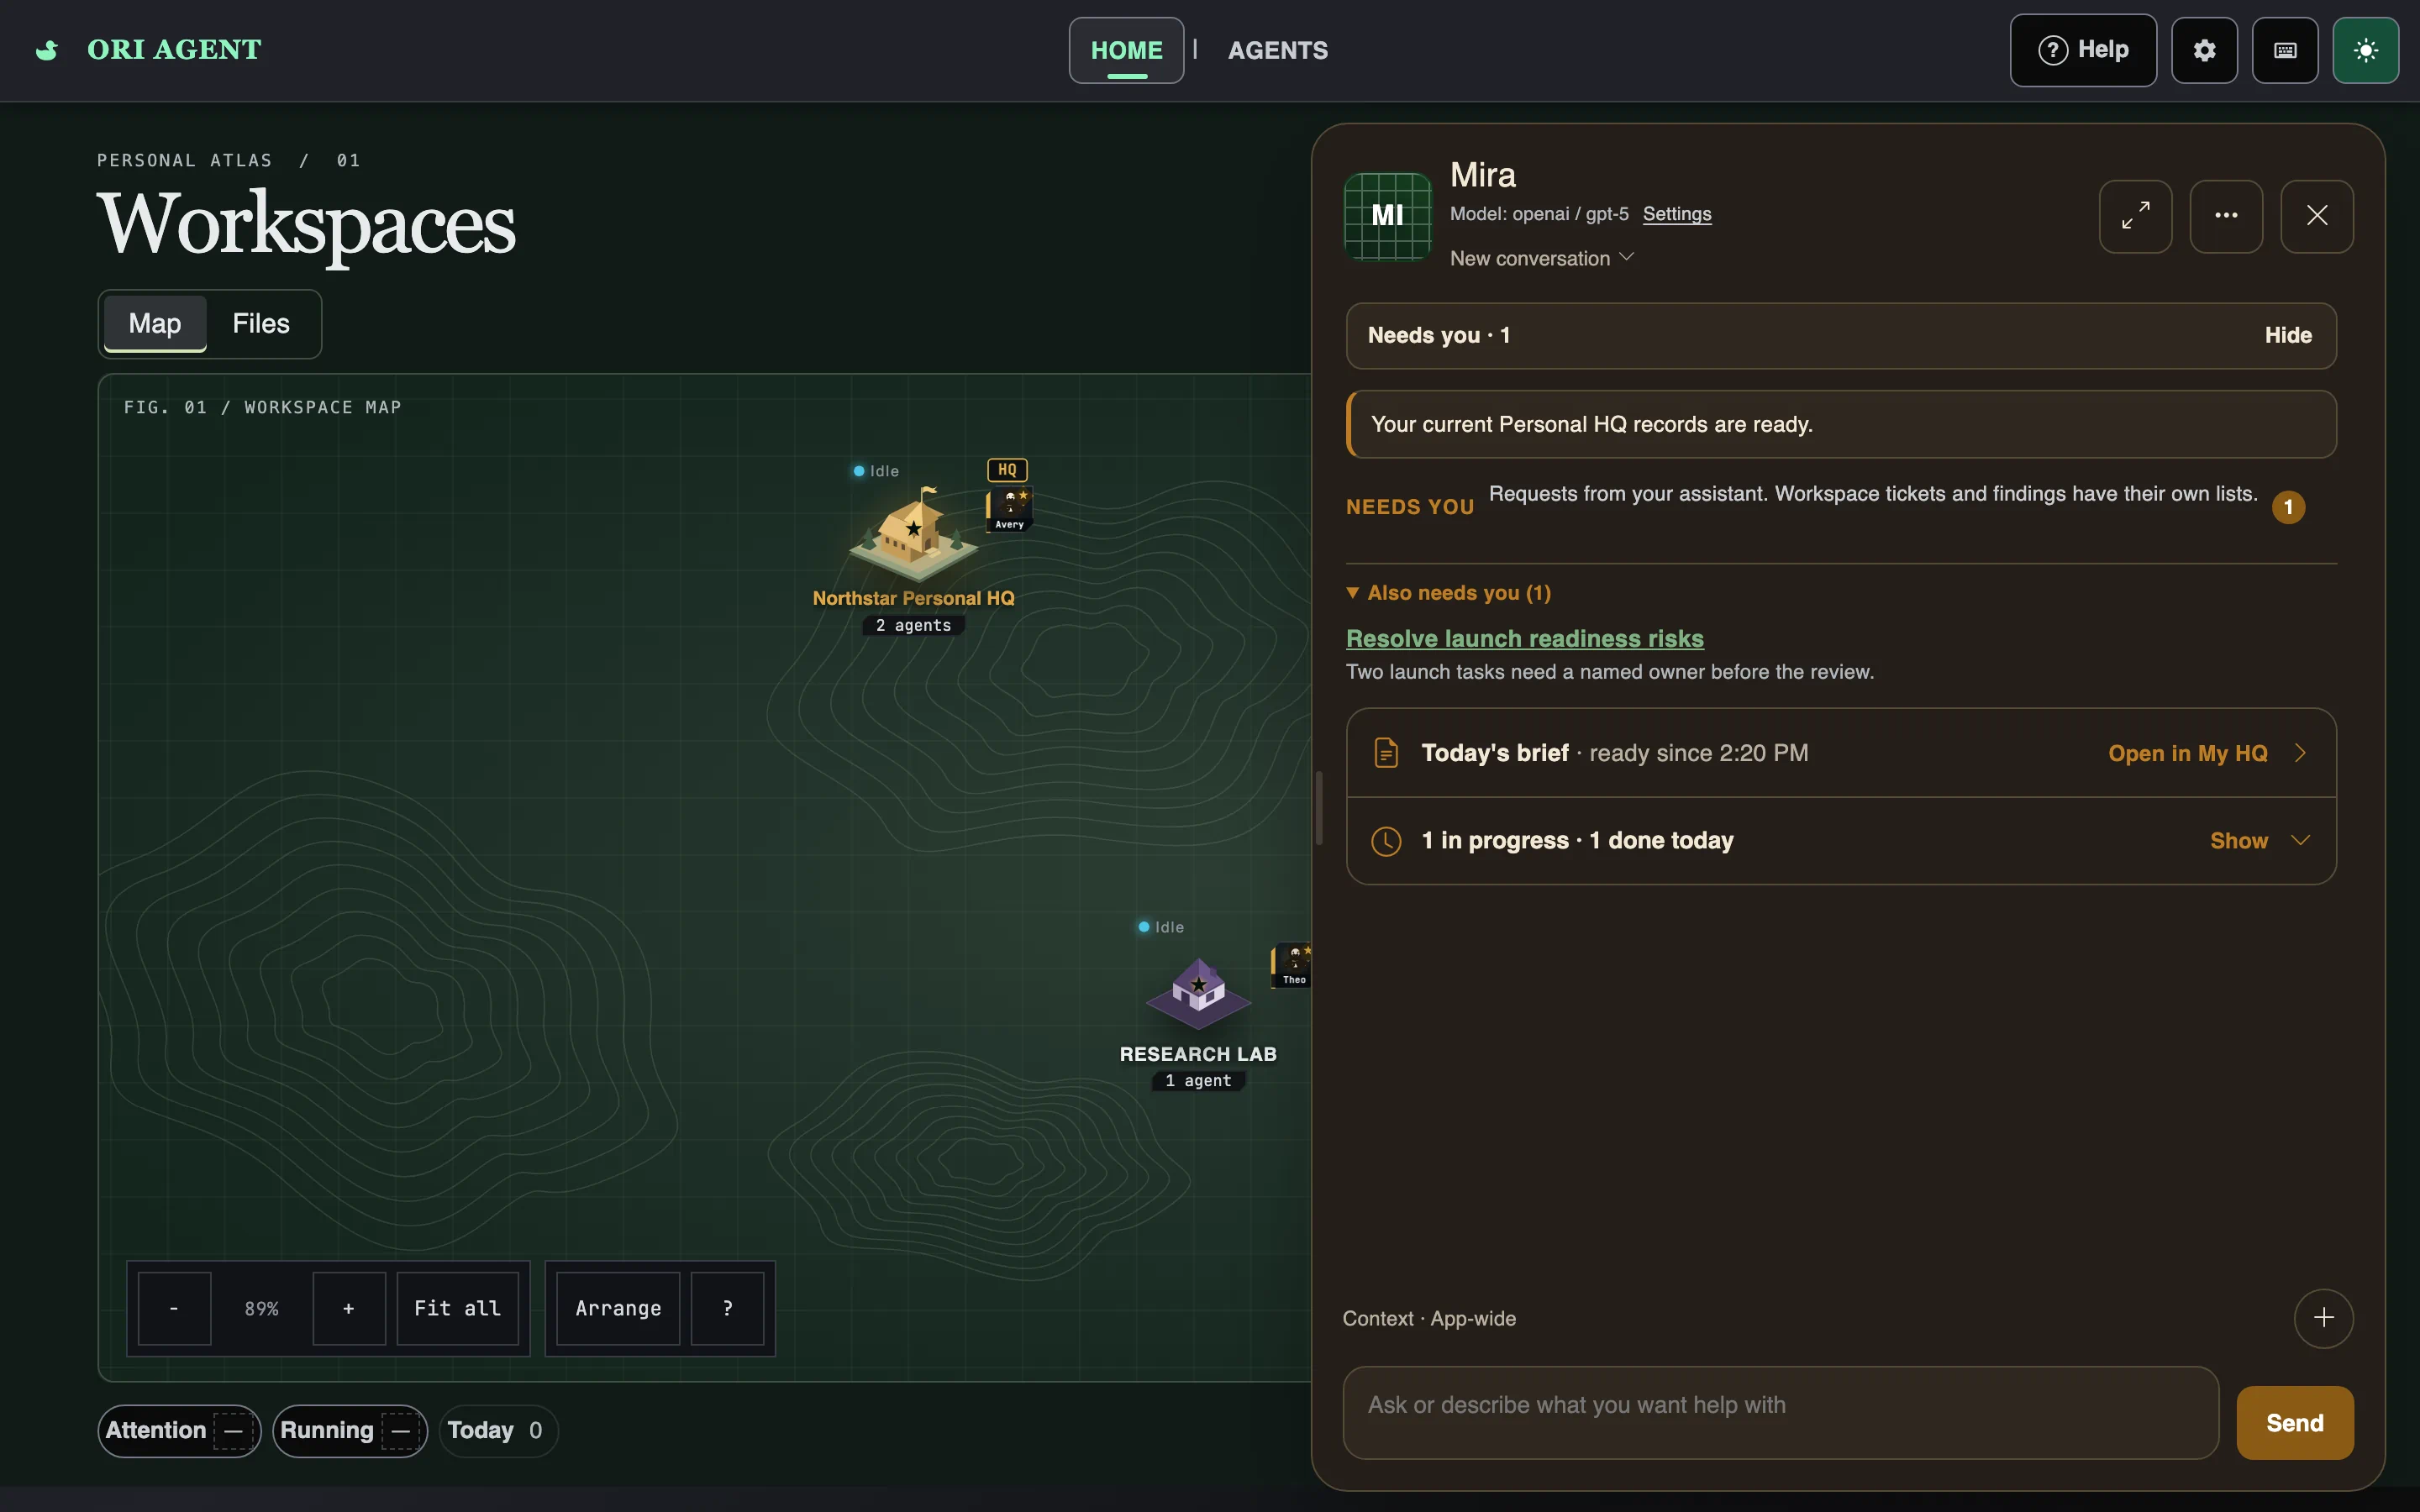 ORI AGENT
HOME | AGENTS
? Help
PERSONAL ATLAS / 01
Workspaces
Map Files
FIG. 01 / WORKSPACE MAP
Idle
HQ
Avery
Northstar Personal HQ
2 agents
Idle
Theo
RESEARCH LAB
1 agent
- 89% + Fit all Arrange ?
Attention — Running — Today 0
MI
Mira
Model: openai / gpt-5 Settings
New conversation
Needs you · 1 Hide
Your current Personal HQ records are ready.
NEEDS YOU Requests from your assistant. Workspace tickets and findings have their own lists. 1
Also needs you (1)
Resolve launch readiness risks
Two launch tasks need a named owner before the review.
Today's brief · ready since 2:20 PM Open in My HQ
1 in progress · 1 done today Show
Context · App-wide
Ask or describe what you want help with
Send